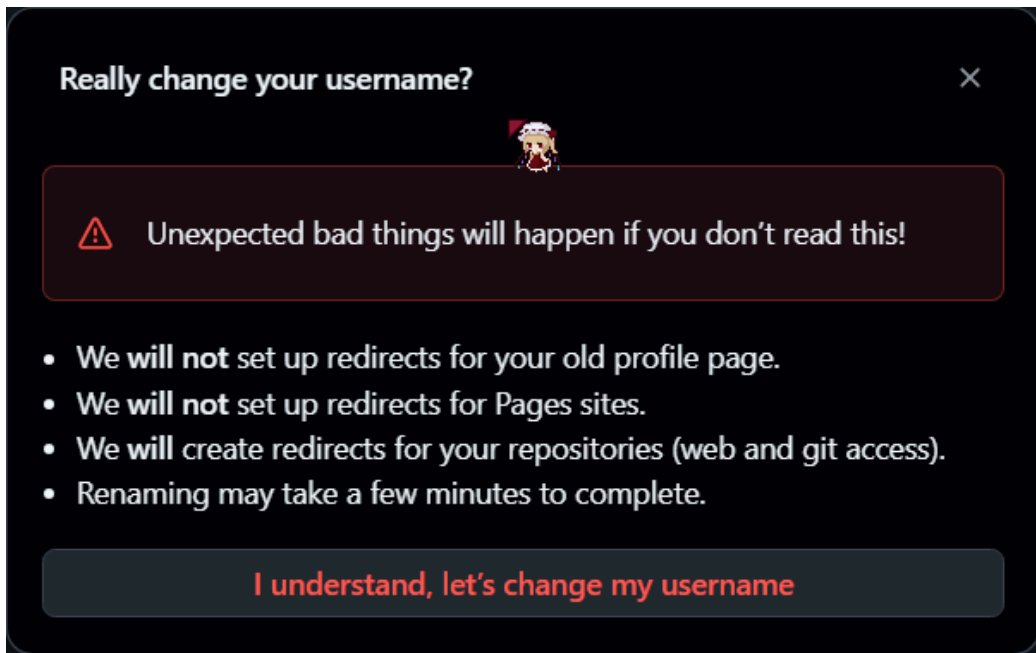 Really change your username?
Unexpected bad things will happen if you don’t read this!
• We will not set up redirects for your old profile page.
• We will not set up redirects for Pages sites.
• We will create redirects for your repositories (web and git access).
• Renaming may take a few minutes to complete.
I understand, let’s change my username